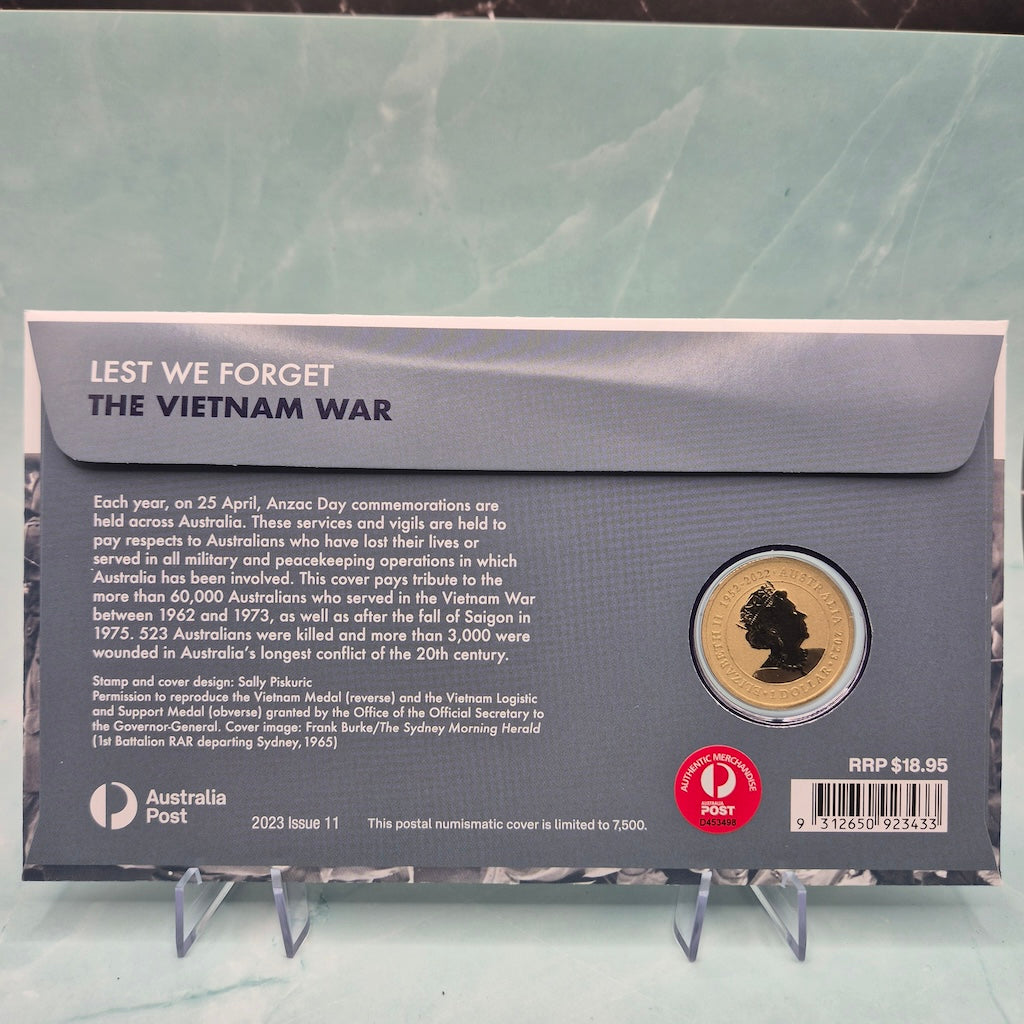 LEST WE FORGET
THE VIETNAM WAR
Each year, on 25 April, Anzac Day commemorations are
held across Australia. These services and vigils are held to
pay respects to Australians who have lost their lives or
served in all military and peacekeeping operations in which
Australia has been involved. This cover pays tribute to the
more than 60,000 Australians who served in the Vietnam War
between 1962 and 1973, as well as after the fall of Saigon in
1975. 523 Australians were killed and more than 3,000 were
wounded in Australia's longest conflict of the 20th century.
Stamp and cover design: Sally Piskuric
Permission to reproduce the Vietnam Medal (reverse) and the Vietnam Logistic
and Support Medal (obverse) granted by the Office of the Official Secretary to
the Governor-General. Cover image: Frank Burke/The Sydney Morning Herald
(1st Battalion RAR departing Sydney, 1965)
ELIZABETH II 1952-2022 · AUSTRALIA 2023 · 1 DOLLAR ·
Australia
Post
2023 Issue 11
This postal numismatic cover is limited to 7,500.
AUTHENTIC MERCHANDISE
AUSTRALIA
POST
D453498
RRP $18.95
9 312650 923433